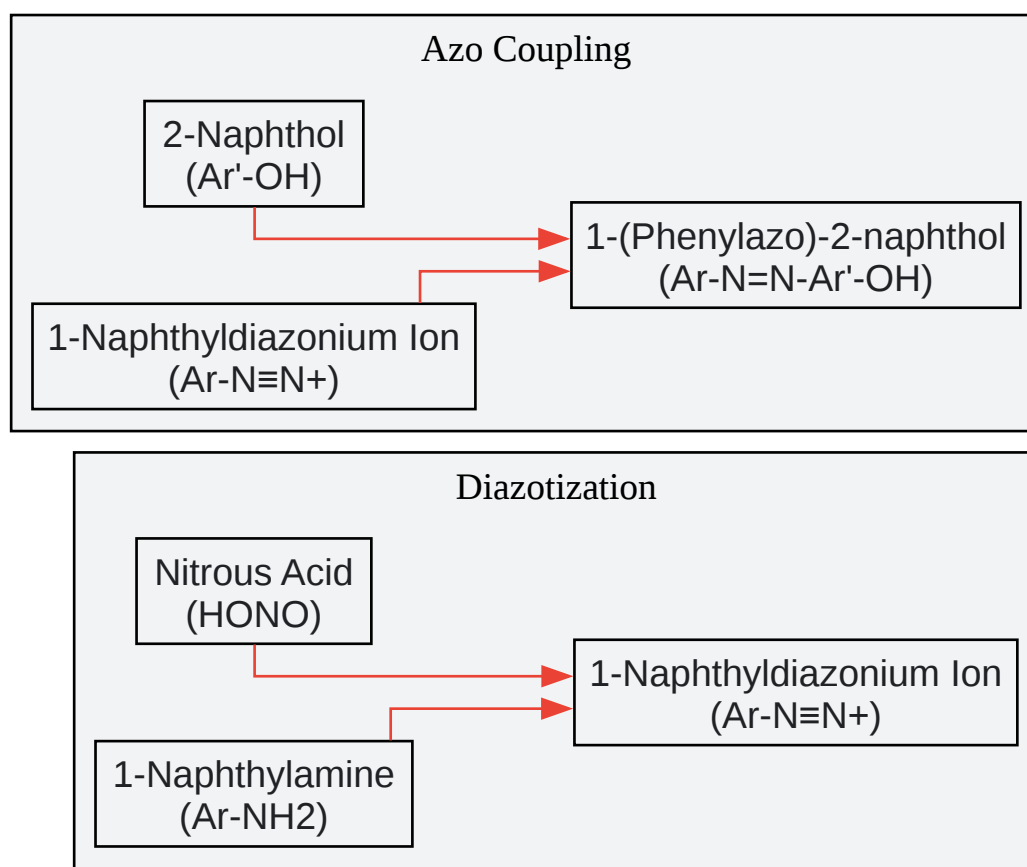 Azo Coupling
2-Naphthol
(Ar'-OH)
1-(Phenylazo)-2-naphthol
(Ar-N=N-Ar'-OH)
1-Naphthyldiazonium Ion
(Ar-N≡N+)
Diazotization
Nitrous Acid
(HONO)
1-Naphthyldiazonium Ion
(Ar-N≡N+)
1-Naphthylamine
(Ar-NH2)